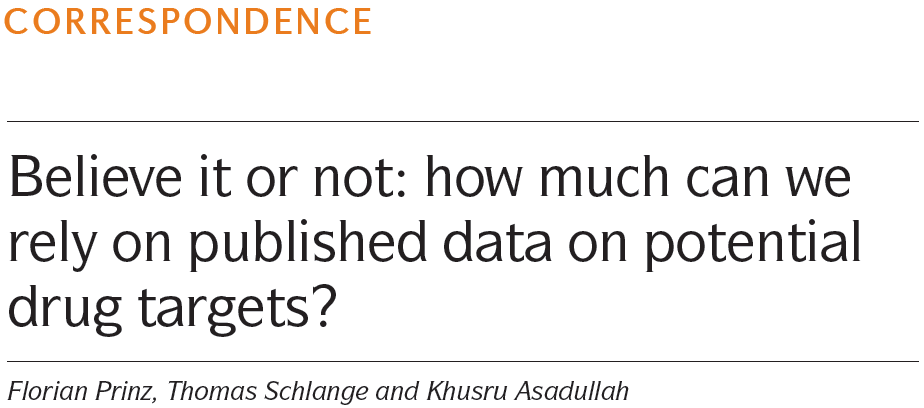 CORRESPONDENCE
Believe it or not: how much can we
rely on published data on potential
drug targets?
Florian Prinz, Thomas Schlange and Khusru Asadullah